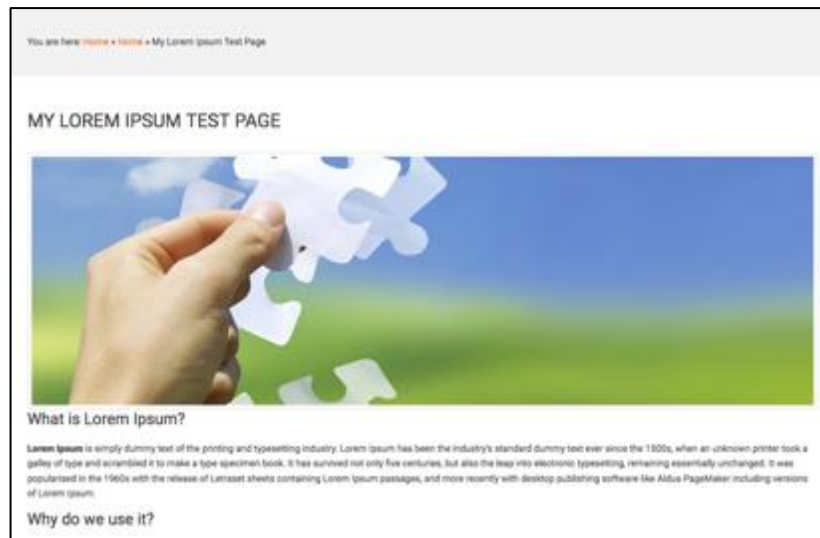 You are here: Home » Home » My Lorem Ipsum Test Page
MY LOREM IPSUM TEST PAGE
What is Lorem Ipsum?
Lorem Ipsum is simply dummy text of the printing and typesetting industry. Lorem Ipsum has been the industry's standard dummy text ever since the 1500s, when an unknown printer took a
galley of type and scrambled it to make a type specimen book. It has survived not only five centuries, but also the leap into electronic typesetting, remaining essentially unchanged. It was
popularised in the 1960s with the release of Letraset sheets containing Lorem Ipsum passages, and more recently with desktop publishing software like Aldus PageMaker including versions
of Lorem Ipsum.
Why do we use it?